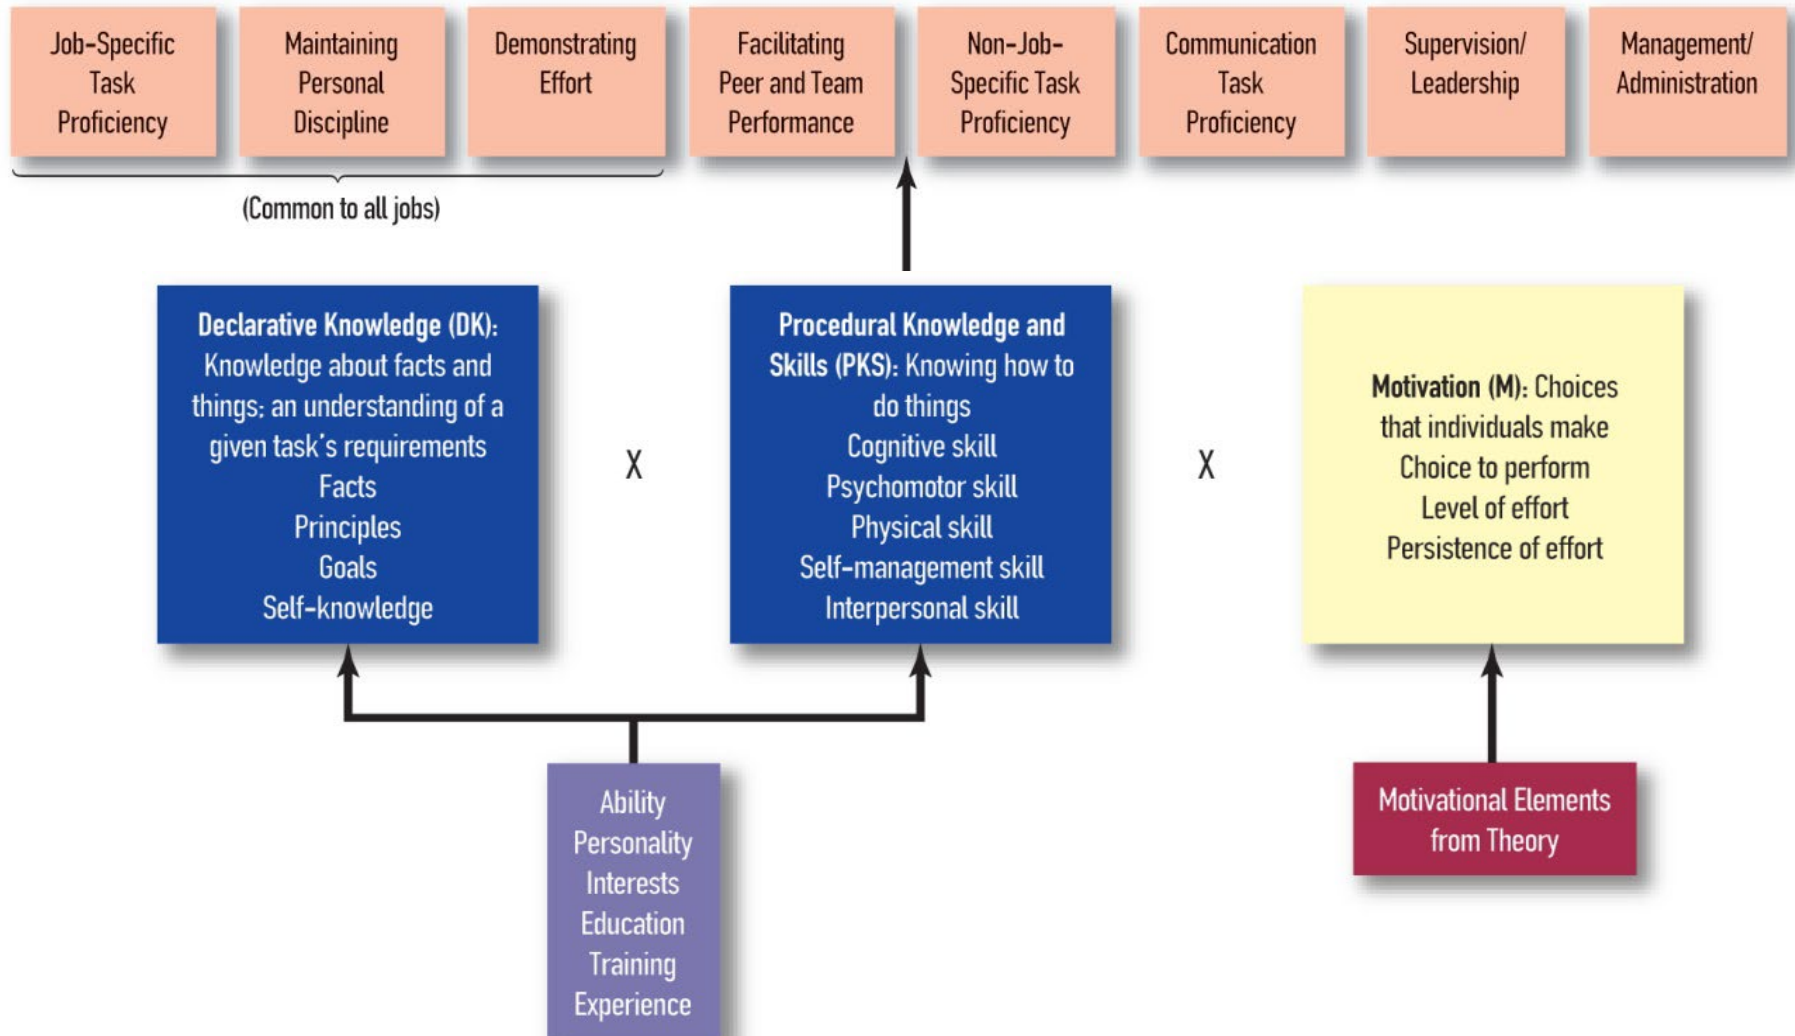 Job-Specific
Task
Proficiency
Maintaining
Personal
Discipline
Demonstrating
Effort
Facilitating
Peer and Team
Performance
Non-Job-
Specific Task
Proficiency
Communication
Task
Proficiency
Supervision/
Leadership
Management/
Administration
(Common to all jobs)
Declarative Knowledge (DK):
Knowledge about facts and
things; an understanding of a
given task's requirements
Facts
Principles
Goals
Self-knowledge
X
Procedural Knowledge and
Skills (PKS): Knowing how to
do things
Cognitive skill
Psychomotor skill
Physical skill
Self-management skill
Interpersonal skill
X
Motivation (M): Choices
that individuals make
Choice to perform
Level of effort
Persistence of effort
Ability
Personality
Interests
Education
Training
Experience
Motivational Elements
from Theory